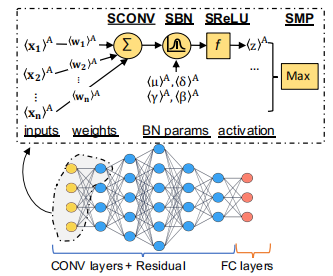 SCONV SBN SReLU SMP
⟨x₁⟩ᴬ ⟨w₁⟩ᴬ Σ f ⟨z⟩ᴬ
⟨x₂⟩ᴬ ⟨w₂⟩ᴬ ... Max
⋮ ⋮ ⟨μ⟩ᴬ,⟨δ⟩ᴬ
⟨xₙ⟩ᴬ ⟨wₙ⟩ᴬ ⟨γ⟩ᴬ,⟨β⟩ᴬ
inputs weights BN params activation
CONV layers + Residual FC layers